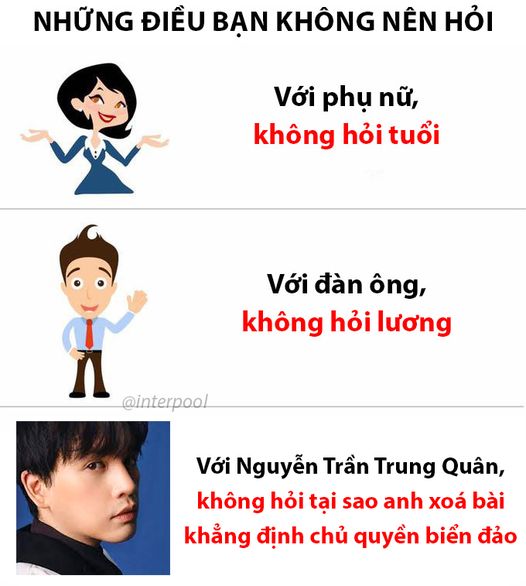 NHỮNG ĐIỀU BẠN KHÔNG NÊN HỎI
Với phụ nữ,
không hỏi tuổi
Với đàn ông,
không hỏi lương
@interpool
Với Nguyễn Trần Trung Quân,
không hỏi tại sao anh xoá bài
khẳng định chủ quyền biển đảo